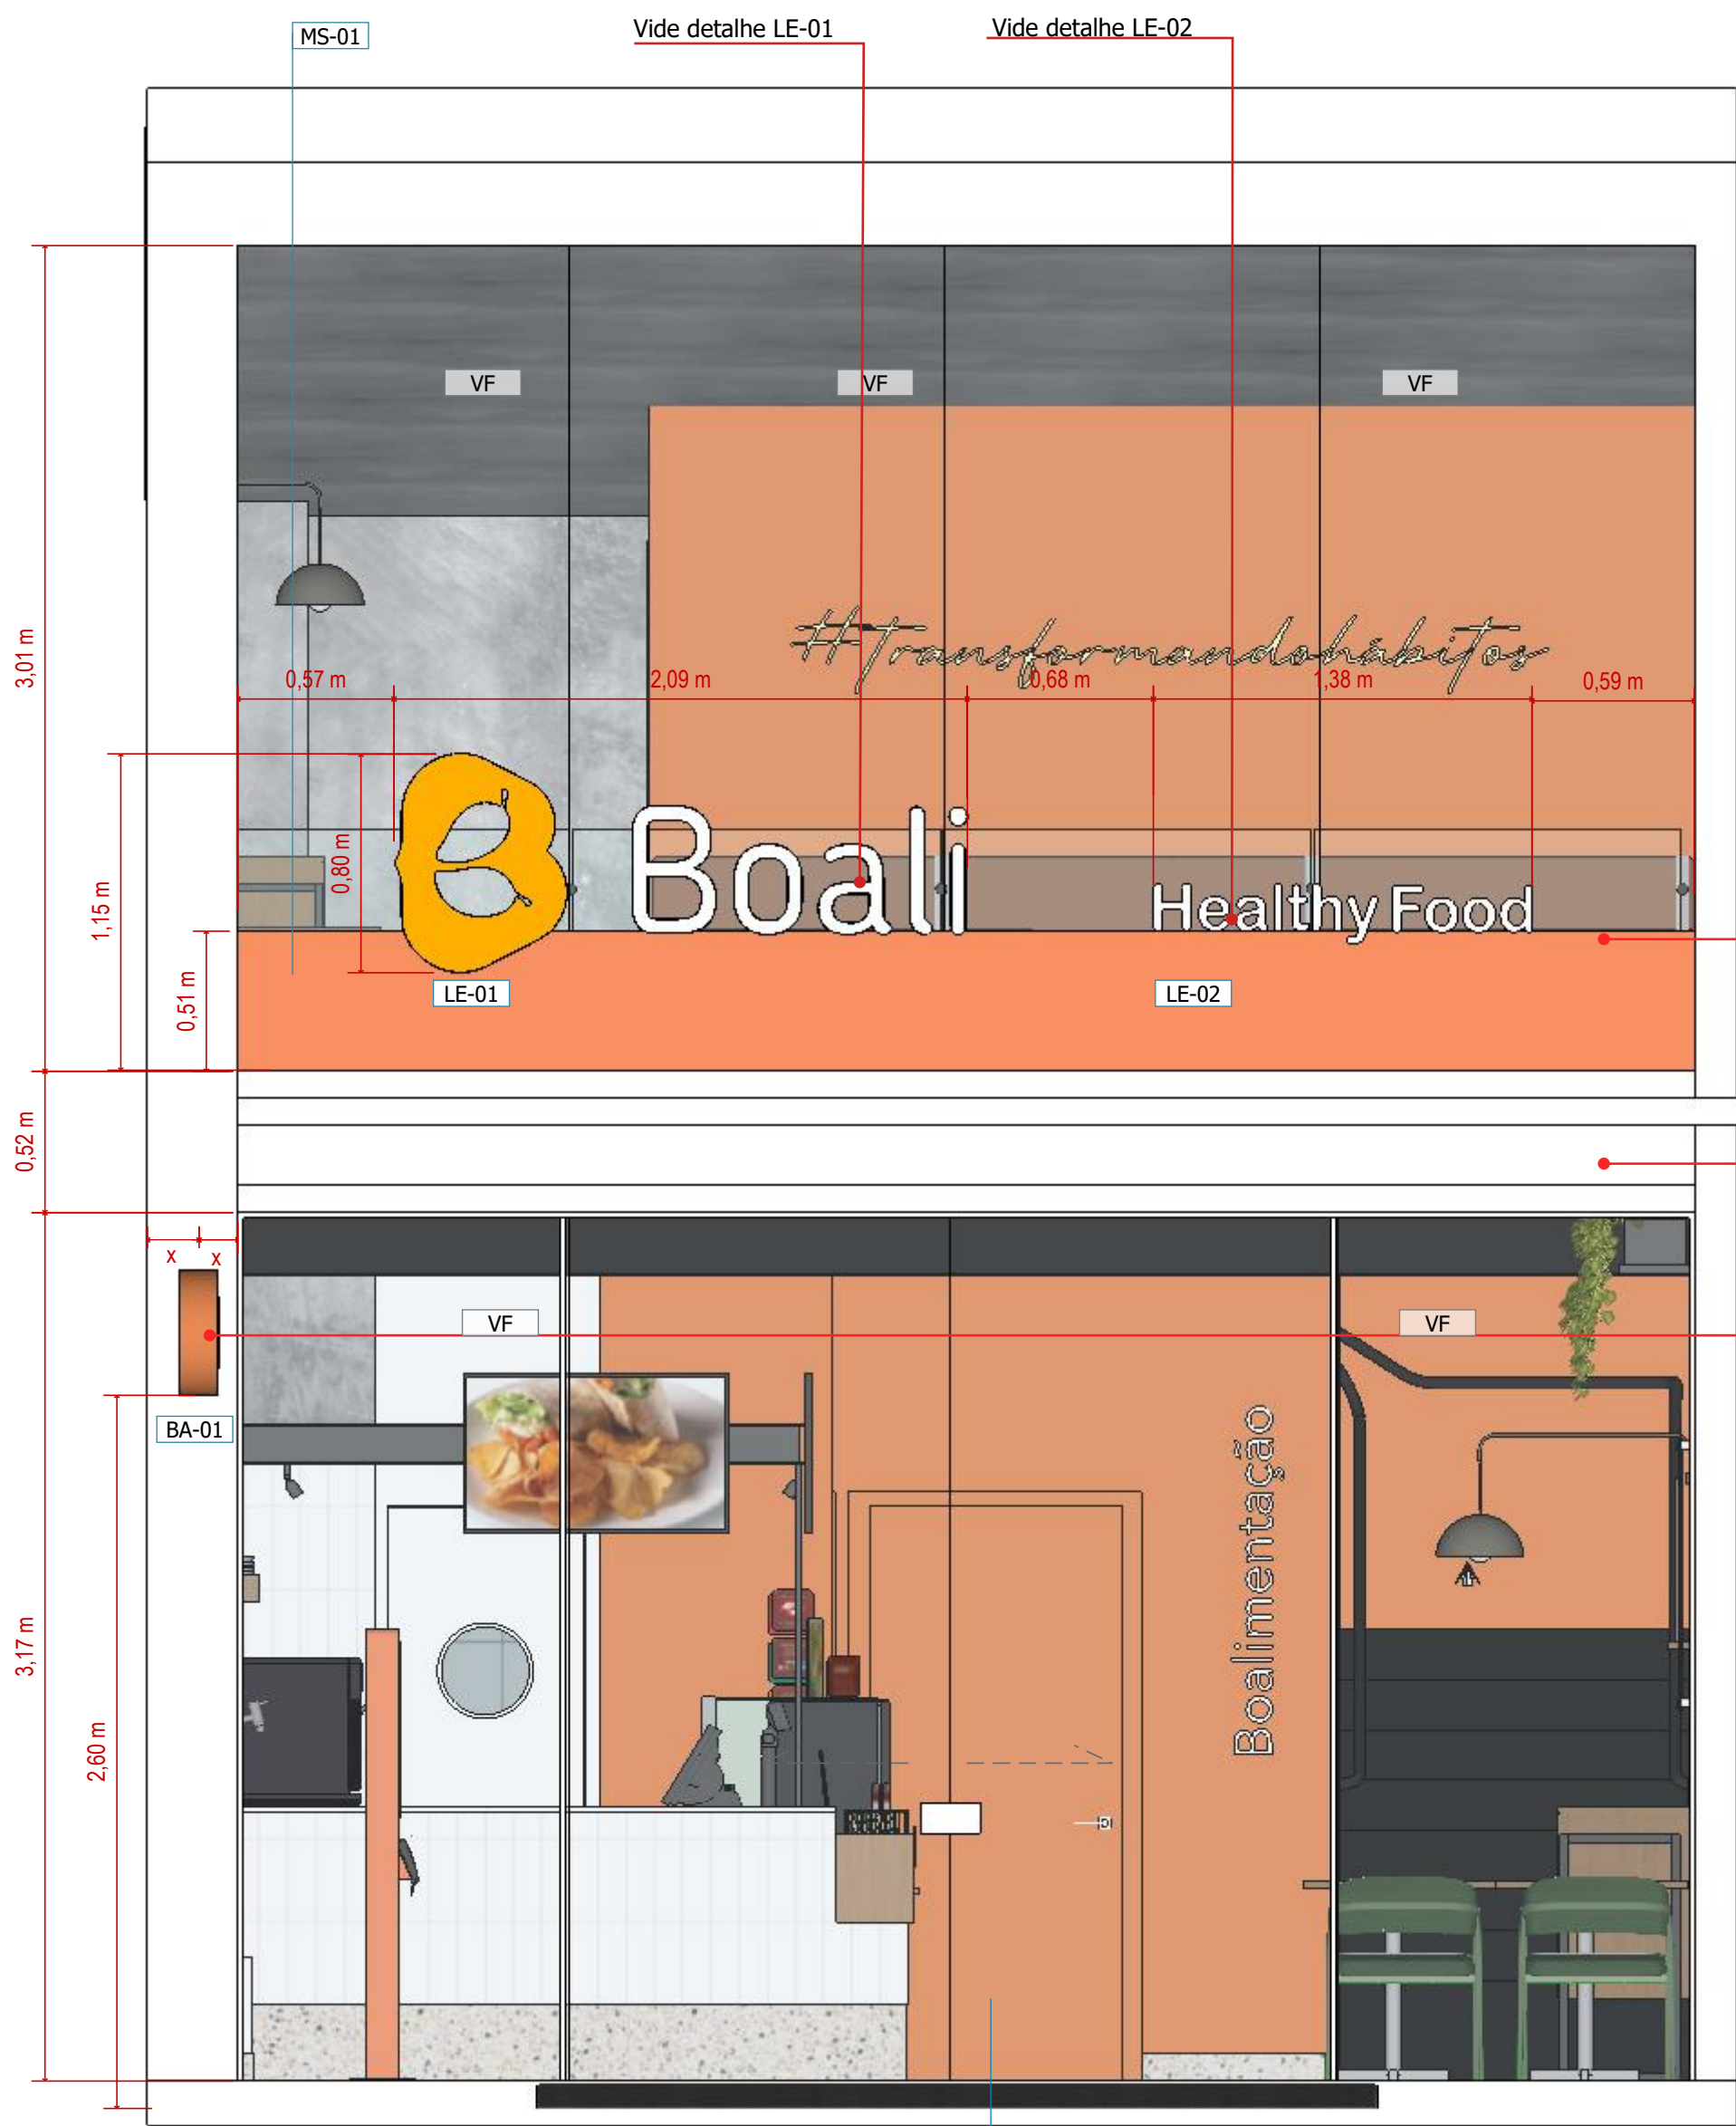 MS-01
Vide detalhe LE-01
Vide detalhe LE-02
VF
VF
VF
3,01 m
#Transformandohábitos
0,57 m
2,09 m
0,68 m
1,38 m
0,59 m
1,15 m
0,80 m
0,51 m
Boali
Healthy Food
LE-01
LE-02
0,52 m
x
x
VF
VF
BA-01
Boalimentação
3,17 m
2,60 m